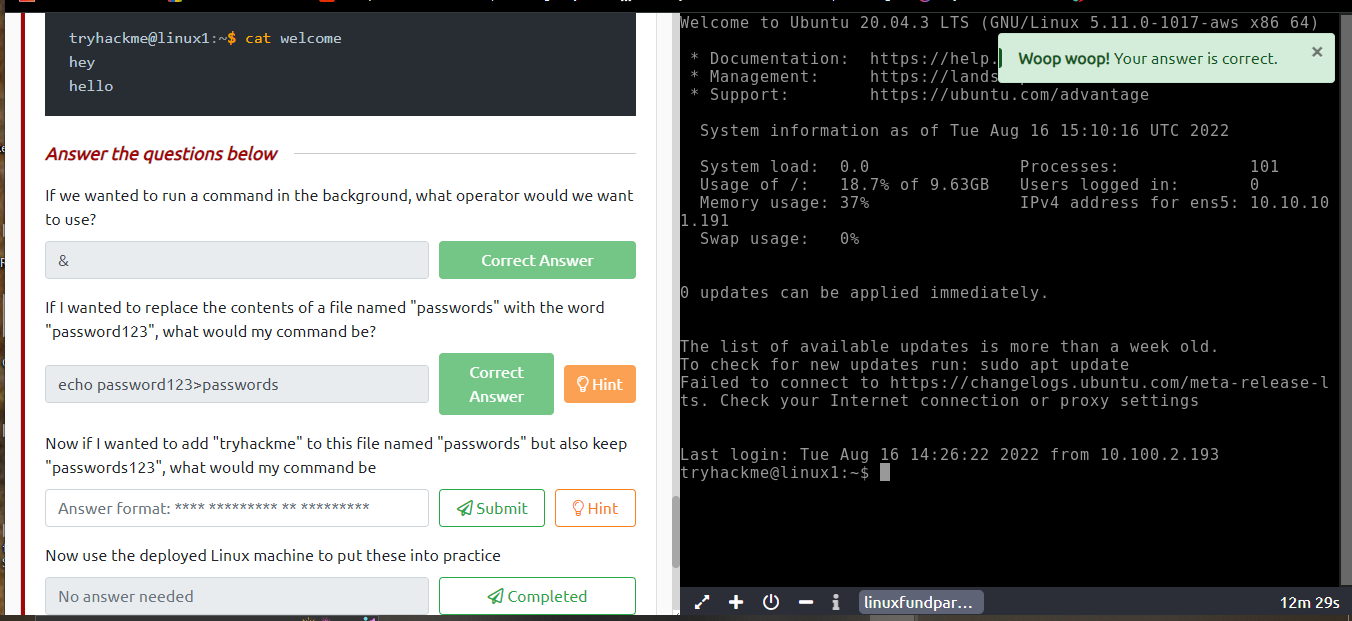 tryhackme@linux1:~$ cat welcome
hey
hello
Answer the questions below
If we wanted to run a command in the background, what operator would we want
to use?
&
Correct Answer
If I wanted to replace the contents of a file named "passwords" with the word
"password123", what would my command be?
echo password123>passwords
Correct
Answer
Hint
Now if I wanted to add "tryhackme" to this file named "passwords" but also keep
"passwords123", what would my command be
Answer format: **** ********* ** *********
Submit
Hint
Now use the deployed Linux machine to put these into practice
No answer needed
Completed
Welcome to Ubuntu 20.04.3 LTS (GNU/Linux 5.11.0-1017-aws x86 64)
Woop woop! Your answer is correct.
×
* Documentation: https://help.
* Management: https://lands
* Support: https://ubuntu.com/advantage
System information as of Tue Aug 16 15:10:16 UTC 2022
System load: 0.0 Processes: 101
Usage of /: 18.7% of 9.63GB Users logged in: 0
Memory usage: 37% IPv4 address for ens5: 10.10.10
1.191
Swap usage: 0%
0 updates can be applied immediately.
The list of available updates is more than a week old.
To check for new updates run: sudo apt update
Failed to connect to https://changelogs.ubuntu.com/meta-release-l
ts. Check your Internet connection or proxy settings
Last login: Tue Aug 16 14:26:22 2022 from 10.100.2.193
tryhackme@linux1:~$
linuxfundpar...
12m 29s